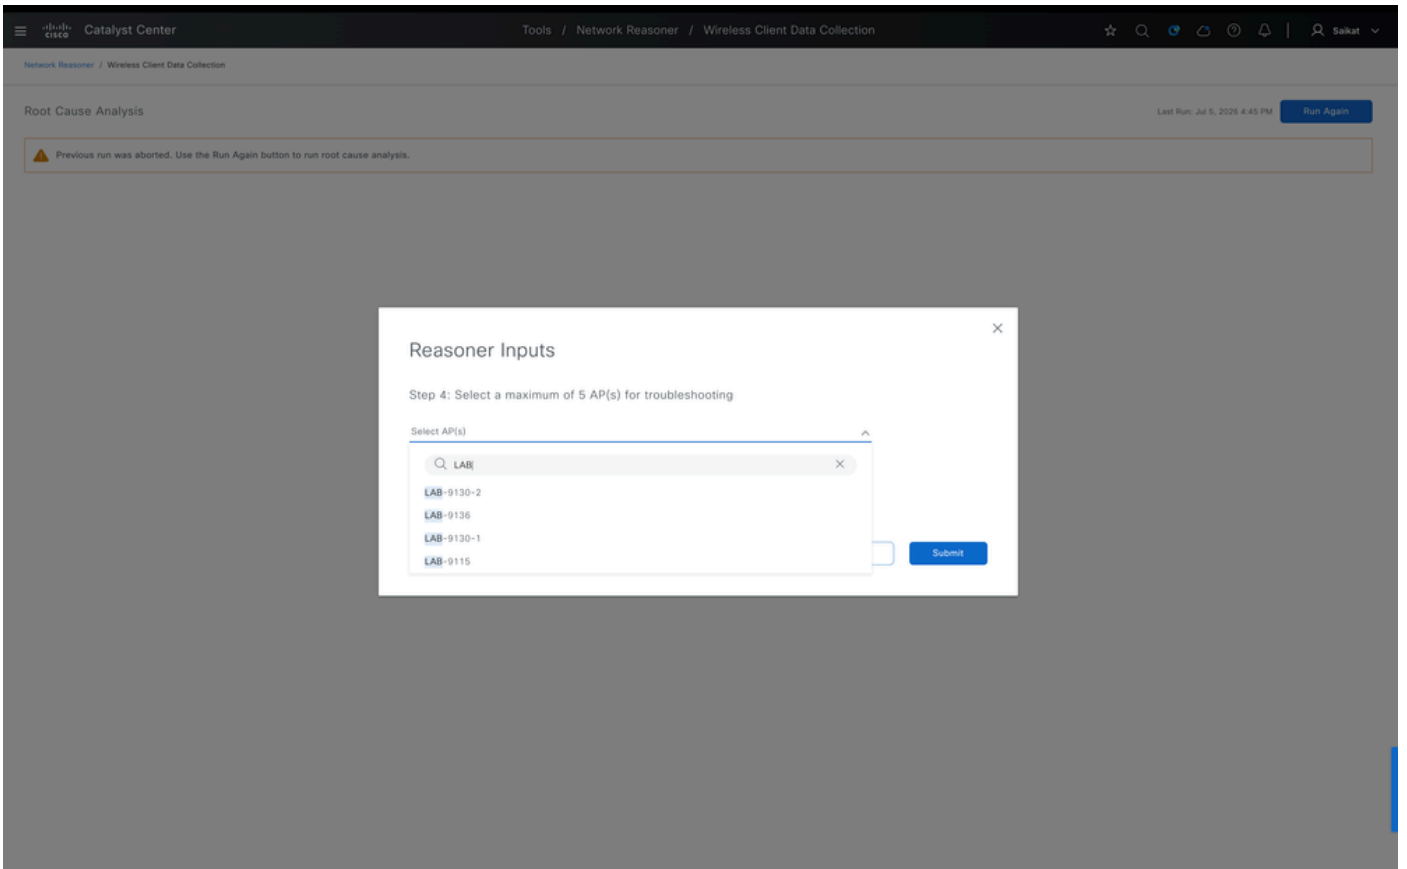 cisco Catalyst Center
Tools / Network Reasoner / Wireless Client Data Collection
Saikat
Network Reasoner / Wireless Client Data Collection
Root Cause Analysis
Last Run: Jul 5, 2025 4:45 PM
Run Again
Previous run was aborted. Use the Run Again button to run root cause analysis.
Reasoner Inputs
Step 4: Select a maximum of 5 AP(s) for troubleshooting
Select AP(s)
LAB
LAB-9130-2
LAB-9136
LAB-9130-1
LAB-9115
Submit